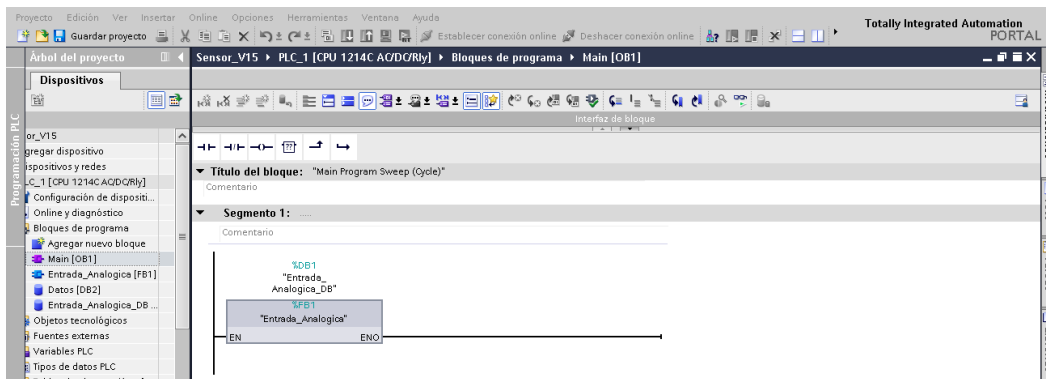 Proyecto Edición Ver Insertar Online Opciones Herramientas Ventana Ayuda
Totally Integrated Automation
PORTAL
Guardar proyecto
Establecer conexión online
Deshacer conexión online
Árbol del proyecto
Sensor_V15 ▸ PLC_1 [CPU 1214C AC/DC/Rly] ▸ Bloques de programa ▸ Main [OB1]
Dispositivos
Programación PLC
or_V15
gregar dispositivo
ispositivos y redes
LC_1 [CPU 1214C AC/DC/Rly]
Configuración de dispositi...
Online y diagnóstico
Bloques de programa
Agregar nuevo bloque
Main [OB1]
Entrada_Analogica [FB1]
Datos [DB2]
Entrada_Analogica_DB ...
Objetos tecnológicos
Fuentes externas
Variables PLC
Tipos de datos PLC
Interfaz de bloque
Título del bloque: "Main Program Sweep (Cycle)"
Comentario
Segmento 1: .....
Comentario
%DB1
"Entrada_
Analogica_DB"
%FB1
"Entrada_Analogica"
EN ENO